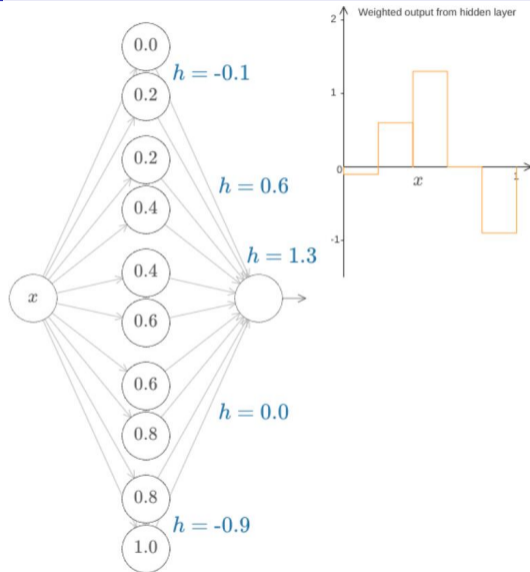 0.0
h = -0.1
0.2
0.2
h = 0.6
0.4
h = 1.3
0.4
x
0.6
0.6
h = 0.0
0.8
0.8
h = -0.9
1.0
Weighted output from hidden layer
2
1
0
x
1
-1